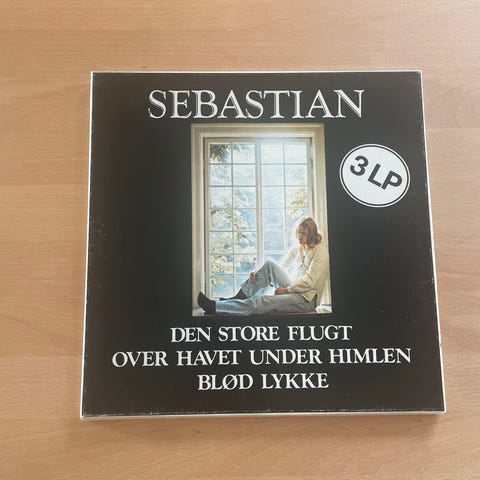 SEBASTIAN
3 LP
DEN STORE FLUGT
OVER HAVET UNDER HIMLEN
BLØD LYKKE